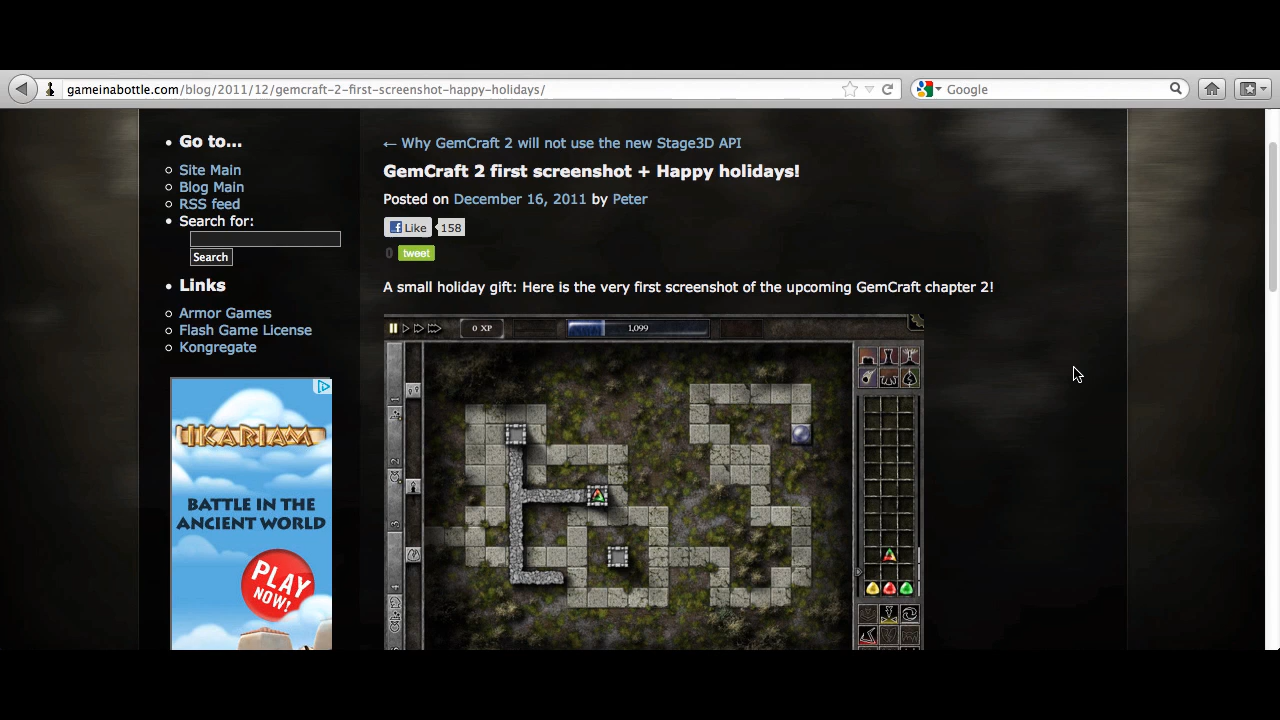 gameinabottle.com/blog/2011/12/gemcraft-2-first-screenshot-happy-holidays/
Google
Go to...
Site Main
Blog Main
RSS feed
Search for:
Search
Links
Armor Games
Flash Game License
Kongregate
IKARIAM
BATTLE IN THE
ANCIENT WORLD
PLAY
NOW!
← Why GemCraft 2 will not use the new Stage3D API
GemCraft 2 first screenshot + Happy holidays!
Posted on December 16, 2011 by Peter
Like 158
0 tweet
A small holiday gift: Here is the very first screenshot of the upcoming GemCraft chapter 2!
0 XP
1,099
1
2
3
4